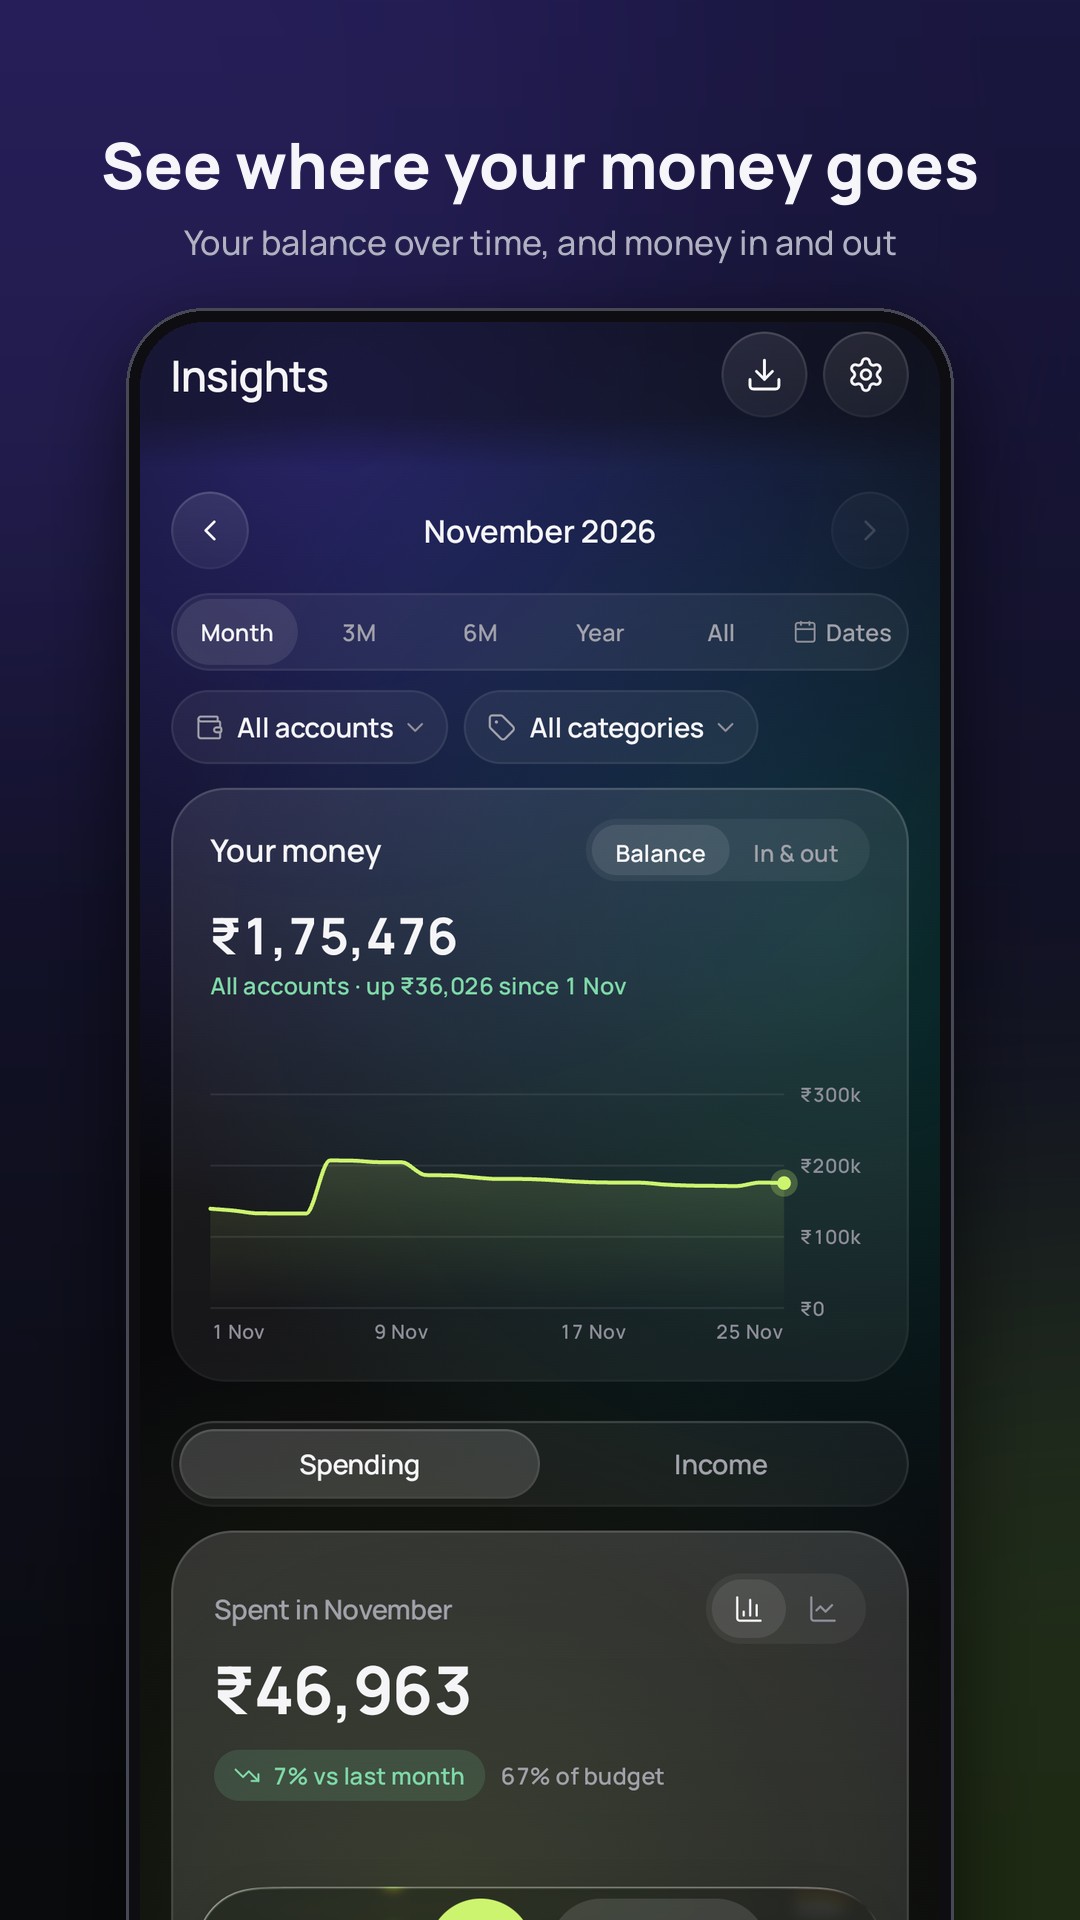 See where your money goes
Your balance over time, and money in and out
Insights
November 2026
Month 3M 6M Year All Dates
All accounts All categories
Your money Balance In & out
₹1,75,476
All accounts · up ₹36,026 since 1 Nov
₹300k
₹200k
₹100k
₹0
1 Nov 9 Nov 17 Nov 25 Nov
Spending Income
Spent in November
₹46,963
7% vs last month 67% of budget